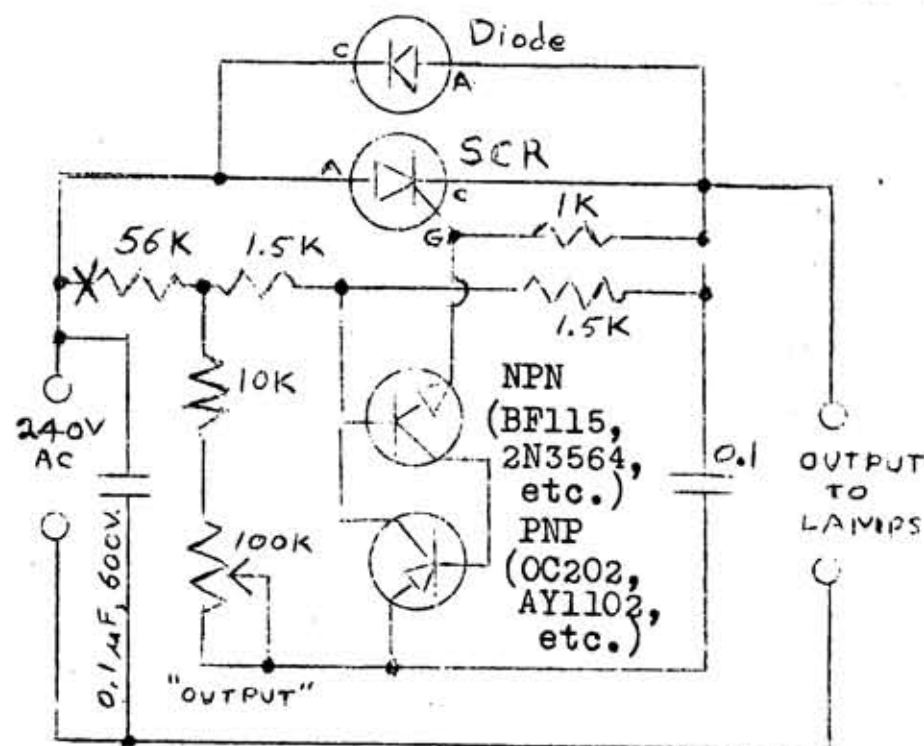 Diode
C
A
SCR
A
C
G
1K
56K
1.5K
1.5K
10K
NPN
(BF115,
2N3564,
etc.)
240V
AC
0.1
OUTPUT
TO
LAMPS
0.1µF, 600V.
100K
PNP
(OC202,
AY1102,
etc.)
"OUTPUT"